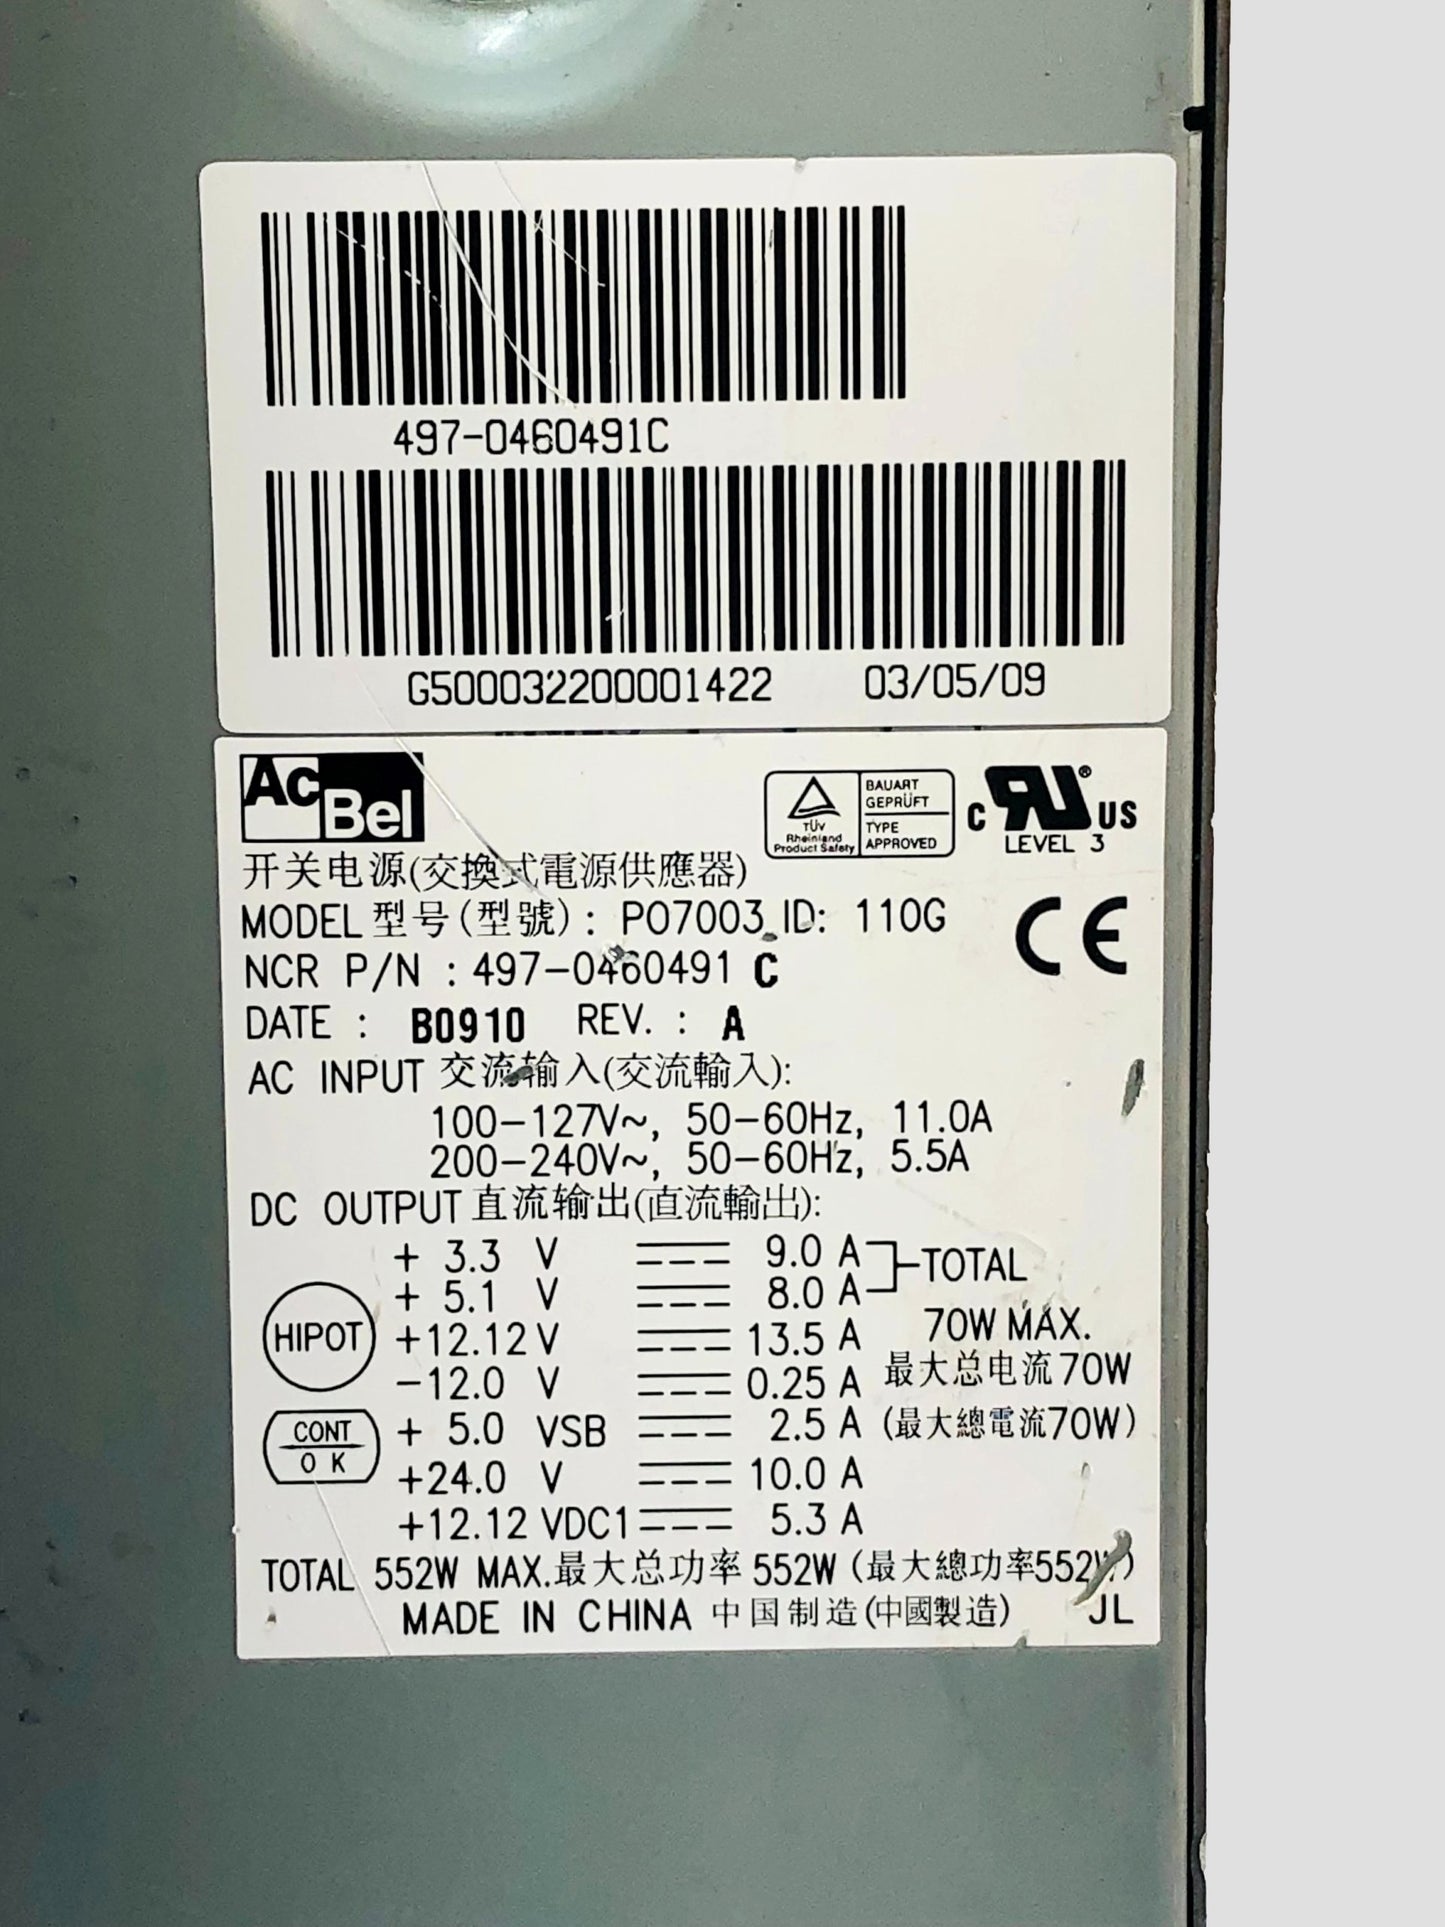 497-0460491C
G500032200001422 03/05/09
AcBel
TÜV
Rheinland
Product Safety
BAUART
GEPRÜFT
TYPE
APPROVED
c RU ® US
LEVEL 3
开关电源(交換式電源供應器)
MODEL 型号(型號): PO7003 ID: 110G
CE
NCR P/N : 497-0460491 C
DATE : B0910 REV. : A
AC INPUT 交流输入(交流輸入):
100-127V~, 50-60Hz, 11.0A
200-240V~, 50-60Hz, 5.5A
DC OUTPUT 直流输出(直流輸出):
+ 3.3 V 9.0 A
+ 5.1 V 8.0 A
TOTAL
70W MAX.
最大总电流70W
(最大總電流70W)
HIPOT
+12.12 V 13.5 A
-12.0 V 0.25 A
CONT
OK
+ 5.0 VSB 2.5 A
+24.0 V 10.0 A
+12.12 VDC1 5.3 A
TOTAL 552W MAX.最大总功率 552W (最大總功率552W)
MADE IN CHINA 中国制造(中國製造) JL